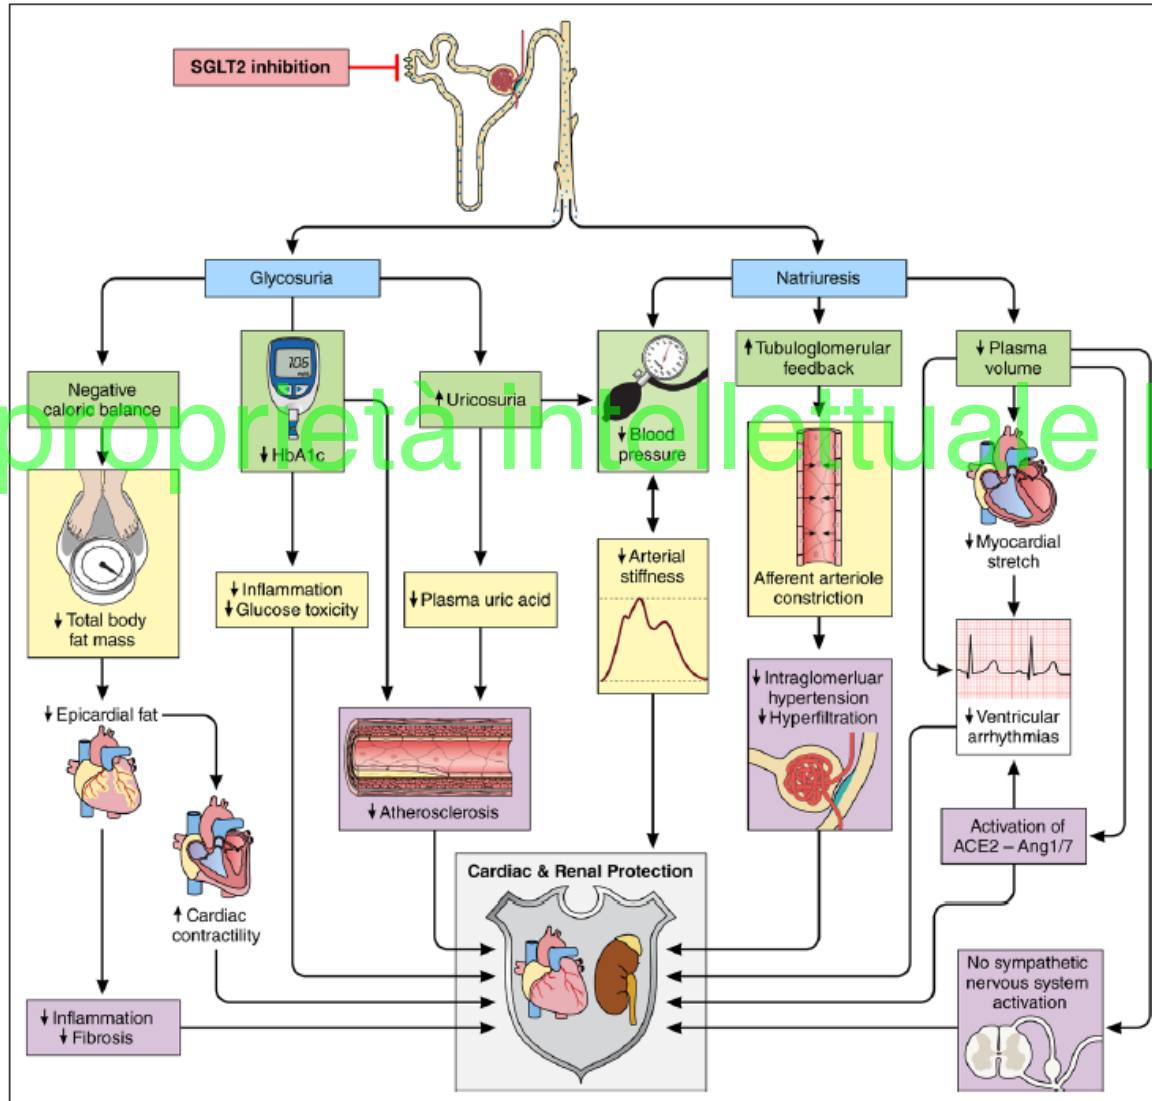 SGLT2 inhibition
Glycosuria
Natriuresis
Negative
caloric balance
706
↓ HbA1c
↑ Uricosuria
↓ Blood
pressure
↑ Tubuloglomerular
feedback
↓ Plasma
volume
proprietà intellettuale
↓ Total body
fat mass
↓ Inflammation
↓ Glucose toxicity
↓ Plasma uric acid
↓ Arterial
stiffness
Afferent arteriole
constriction
↓ Myocardial
stretch
↓ Epicardial fat
↓ Atherosclerosis
↓ Intraglomerluar
hypertension
↓ Hyperfiltration
↓ Ventricular
arrhythmias
↑ Cardiac
contractility
Activation of
ACE2 – Ang1/7
Cardiac & Renal Protection
↓ Inflammation
↓ Fibrosis
No sympathetic
nervous system
activation